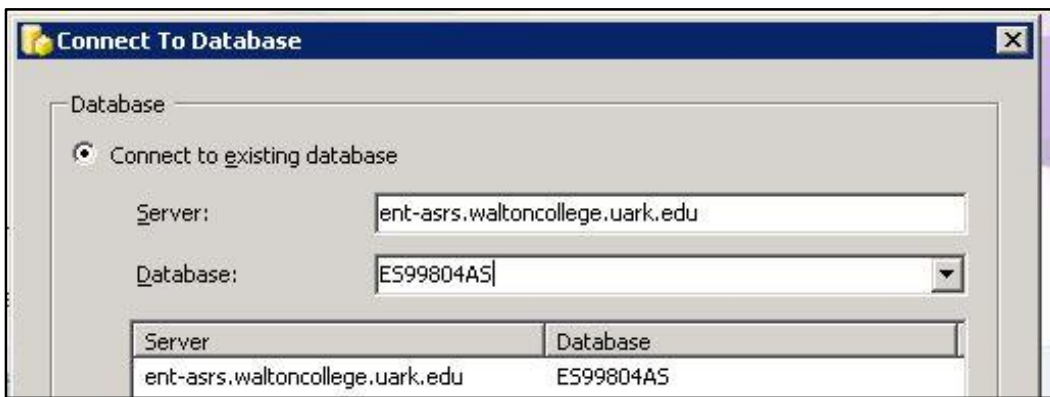 Connect To Database
Database
Connect to existing database
Server: ent-asrs.waltoncollege.uark.edu
Database: ES99804AS
Server Database
ent-asrs.waltoncollege.uark.edu ES99804AS